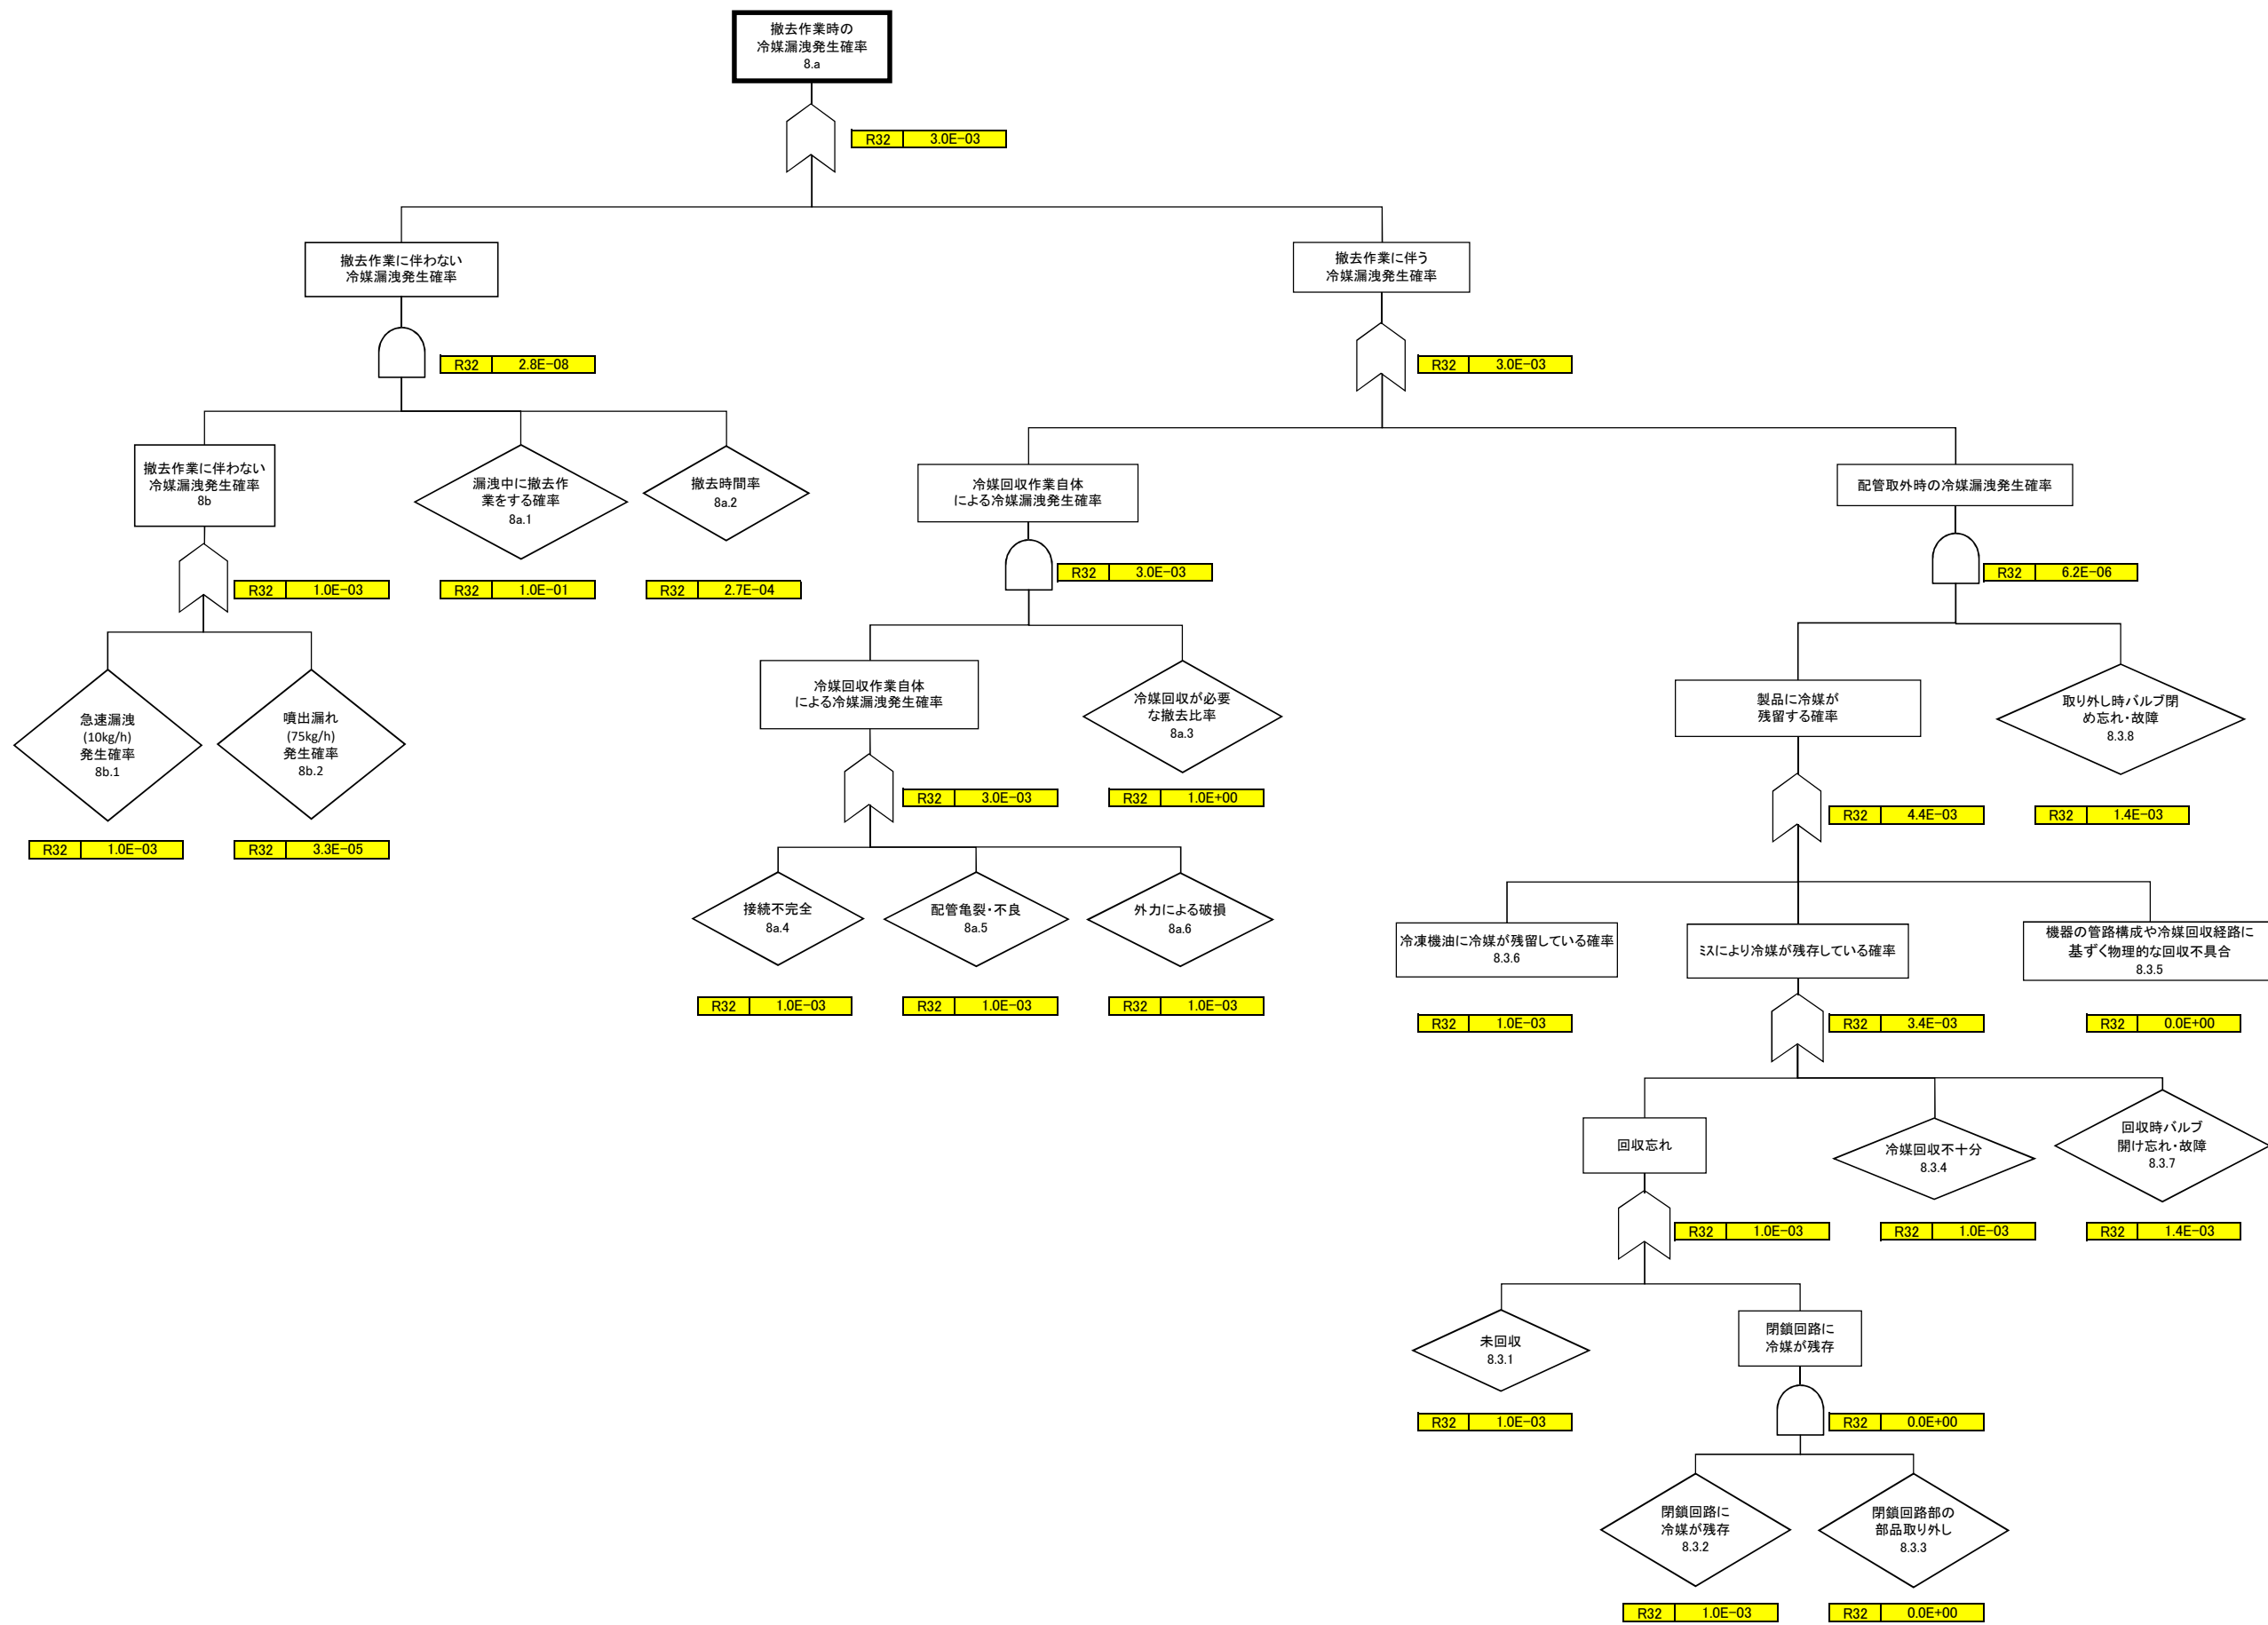 撤去作業時の
冷媒漏洩発生確率
8.a
R32 3.0E-03
撤去作業に伴わない
冷媒漏洩発生確率
R32 2.8E-08
撤去作業に伴う
冷媒漏洩発生確率
R32 3.0E-03
撤去作業に伴わない
冷媒漏洩発生確率
8b
R32 1.0E-03
漏洩中に撤去作
業をする確率
8a.1
R32 1.0E-01
撤去時間率
8a.2
R32 2.7E-04
急速漏洩
(10kg/h)
発生確率
8b.1
R32 1.0E-03
噴出漏れ
(75kg/h)
発生確率
8b.2
R32 3.3E-05
冷媒回収作業自体
による冷媒漏洩発生確率
R32 3.0E-03
配管取外時の冷媒漏洩発生確率
R32 6.2E-06
冷媒回収作業自体
による冷媒漏洩発生確率
R32 3.0E-03
冷媒回収が必要
な撤去比率
8a.3
R32 1.0E+00
接続不完全
8a.4
R32 1.0E-03
配管亀裂・不良
8a.5
R32 1.0E-03
外力による破損
8a.6
R32 1.0E-03
製品に冷媒が
残留する確率
R32 4.4E-03
取り外し時バルブ閉
め忘れ・故障
8.3.8
R32 1.4E-03
冷凍機油に冷媒が残留している確率
8.3.6
R32 1.0E-03
ﾐｽにより冷媒が残存している確率
R32 3.4E-03
機器の管路構成や冷媒回収経路に
基ずく物理的な回収不具合
8.3.5
R32 0.0E+00
回収忘れ
R32 1.0E-03
冷媒回収不十分
8.3.4
R32 1.0E-03
回収時バルブ
開け忘れ・故障
8.3.7
R32 1.4E-03
未回収
8.3.1
R32 1.0E-03
閉鎖回路に
冷媒が残存
R32 0.0E+00
閉鎖回路に
冷媒が残存
8.3.2
R32 1.0E-03
閉鎖回路部の
部品取り外し
8.3.3
R32 0.0E+00